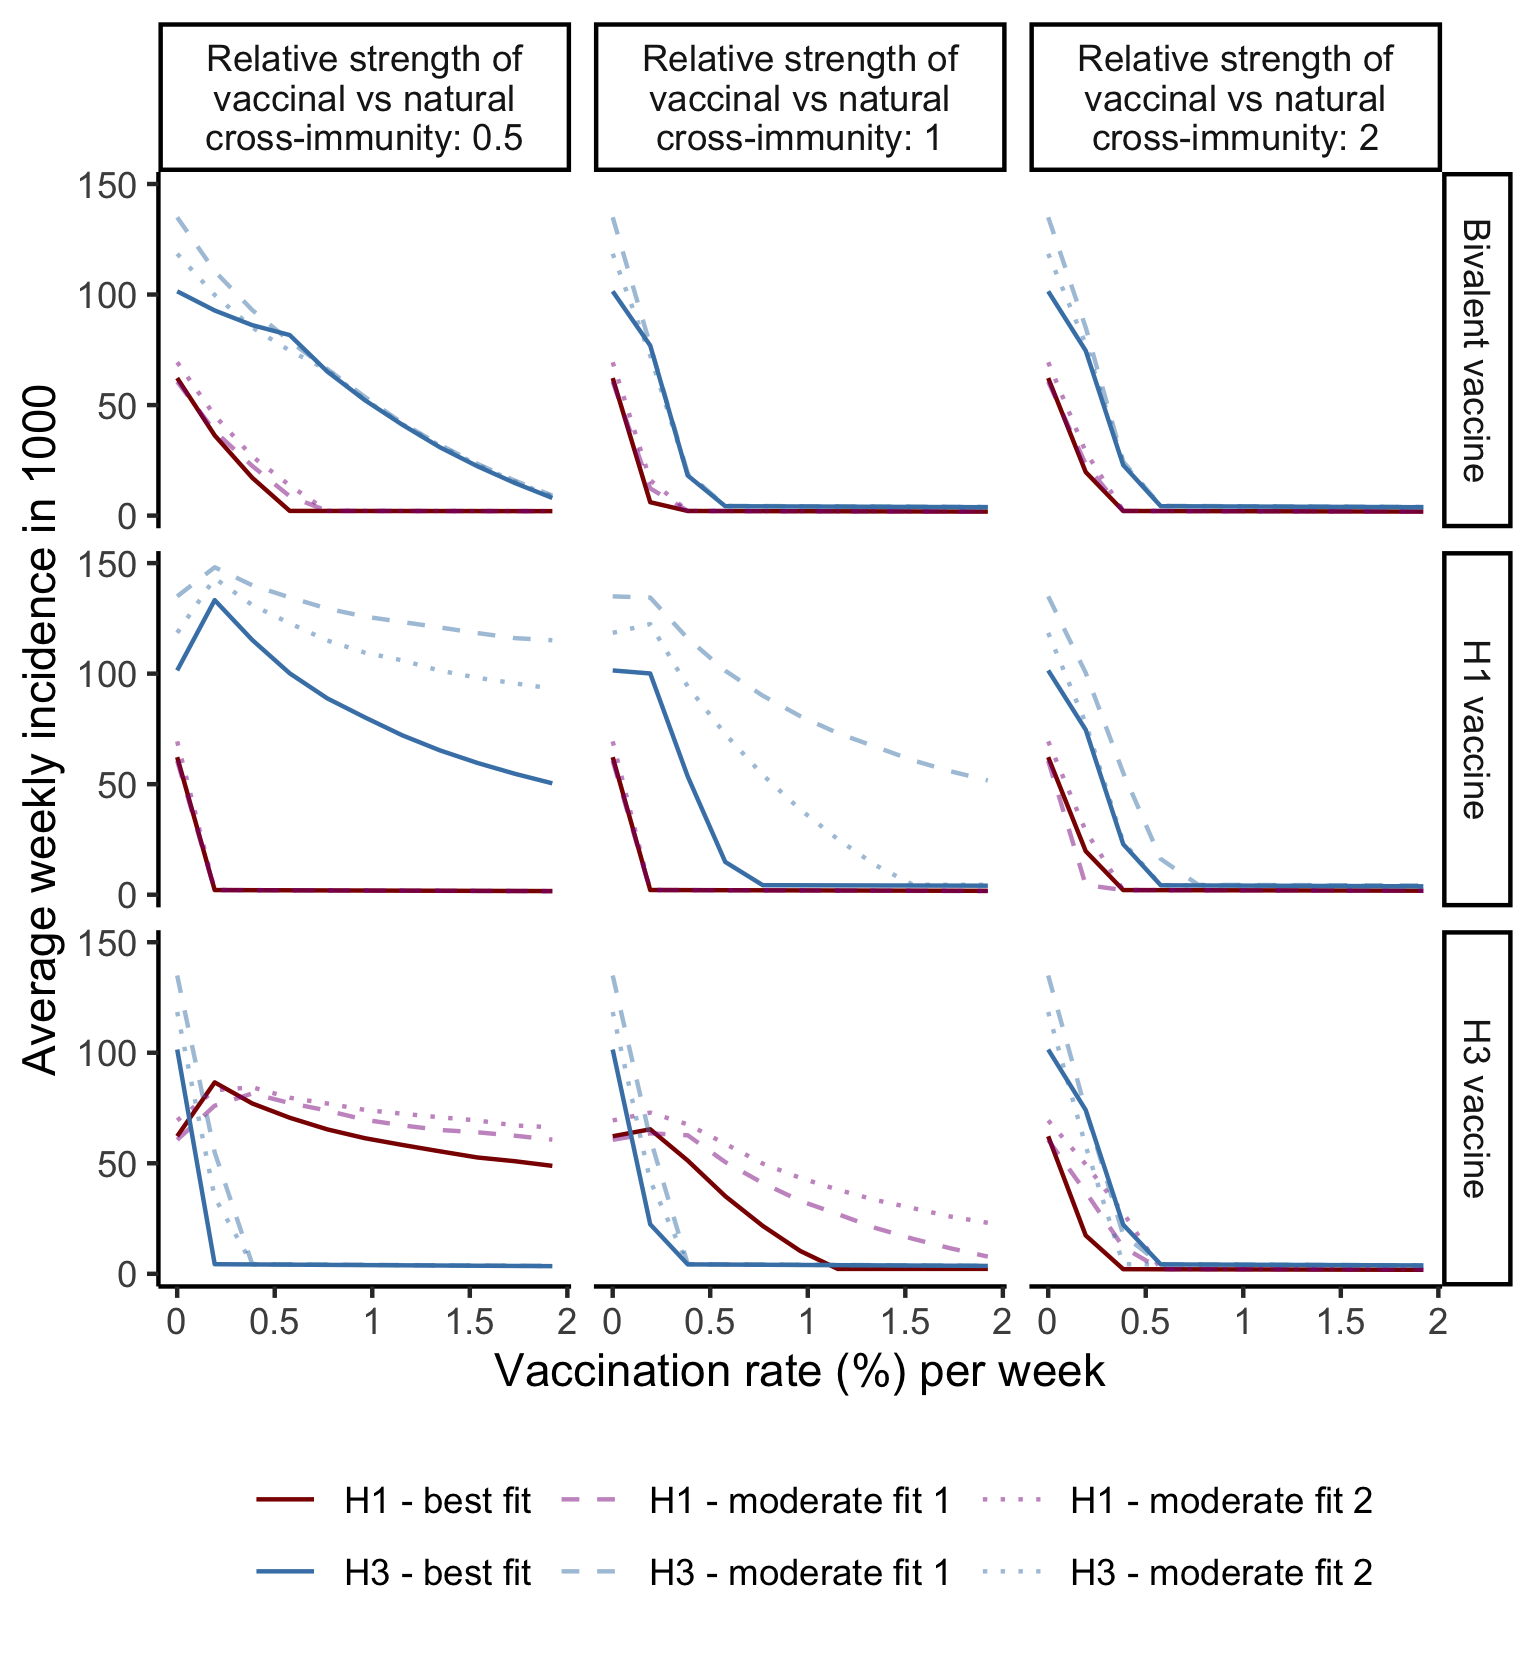 Relative strength of
vaccinal vs natural
cross-immunity: 0.5
Relative strength of
vaccinal vs natural
cross-immunity: 1
Relative strength of
vaccinal vs natural
cross-immunity: 2
Average weekly incidence in 1000
150
100
50
0
Bivalent vaccine
150
100
50
0
H1 vaccine
150
100
50
0
H3 vaccine
0 0.5 1 1.5 2
0 0.5 1 1.5 2
0 0.5 1 1.5 2
Vaccination rate (%) per week
H1 - best fit
H1 - moderate fit 1
H1 - moderate fit 2
H3 - best fit
H3 - moderate fit 1
H3 - moderate fit 2